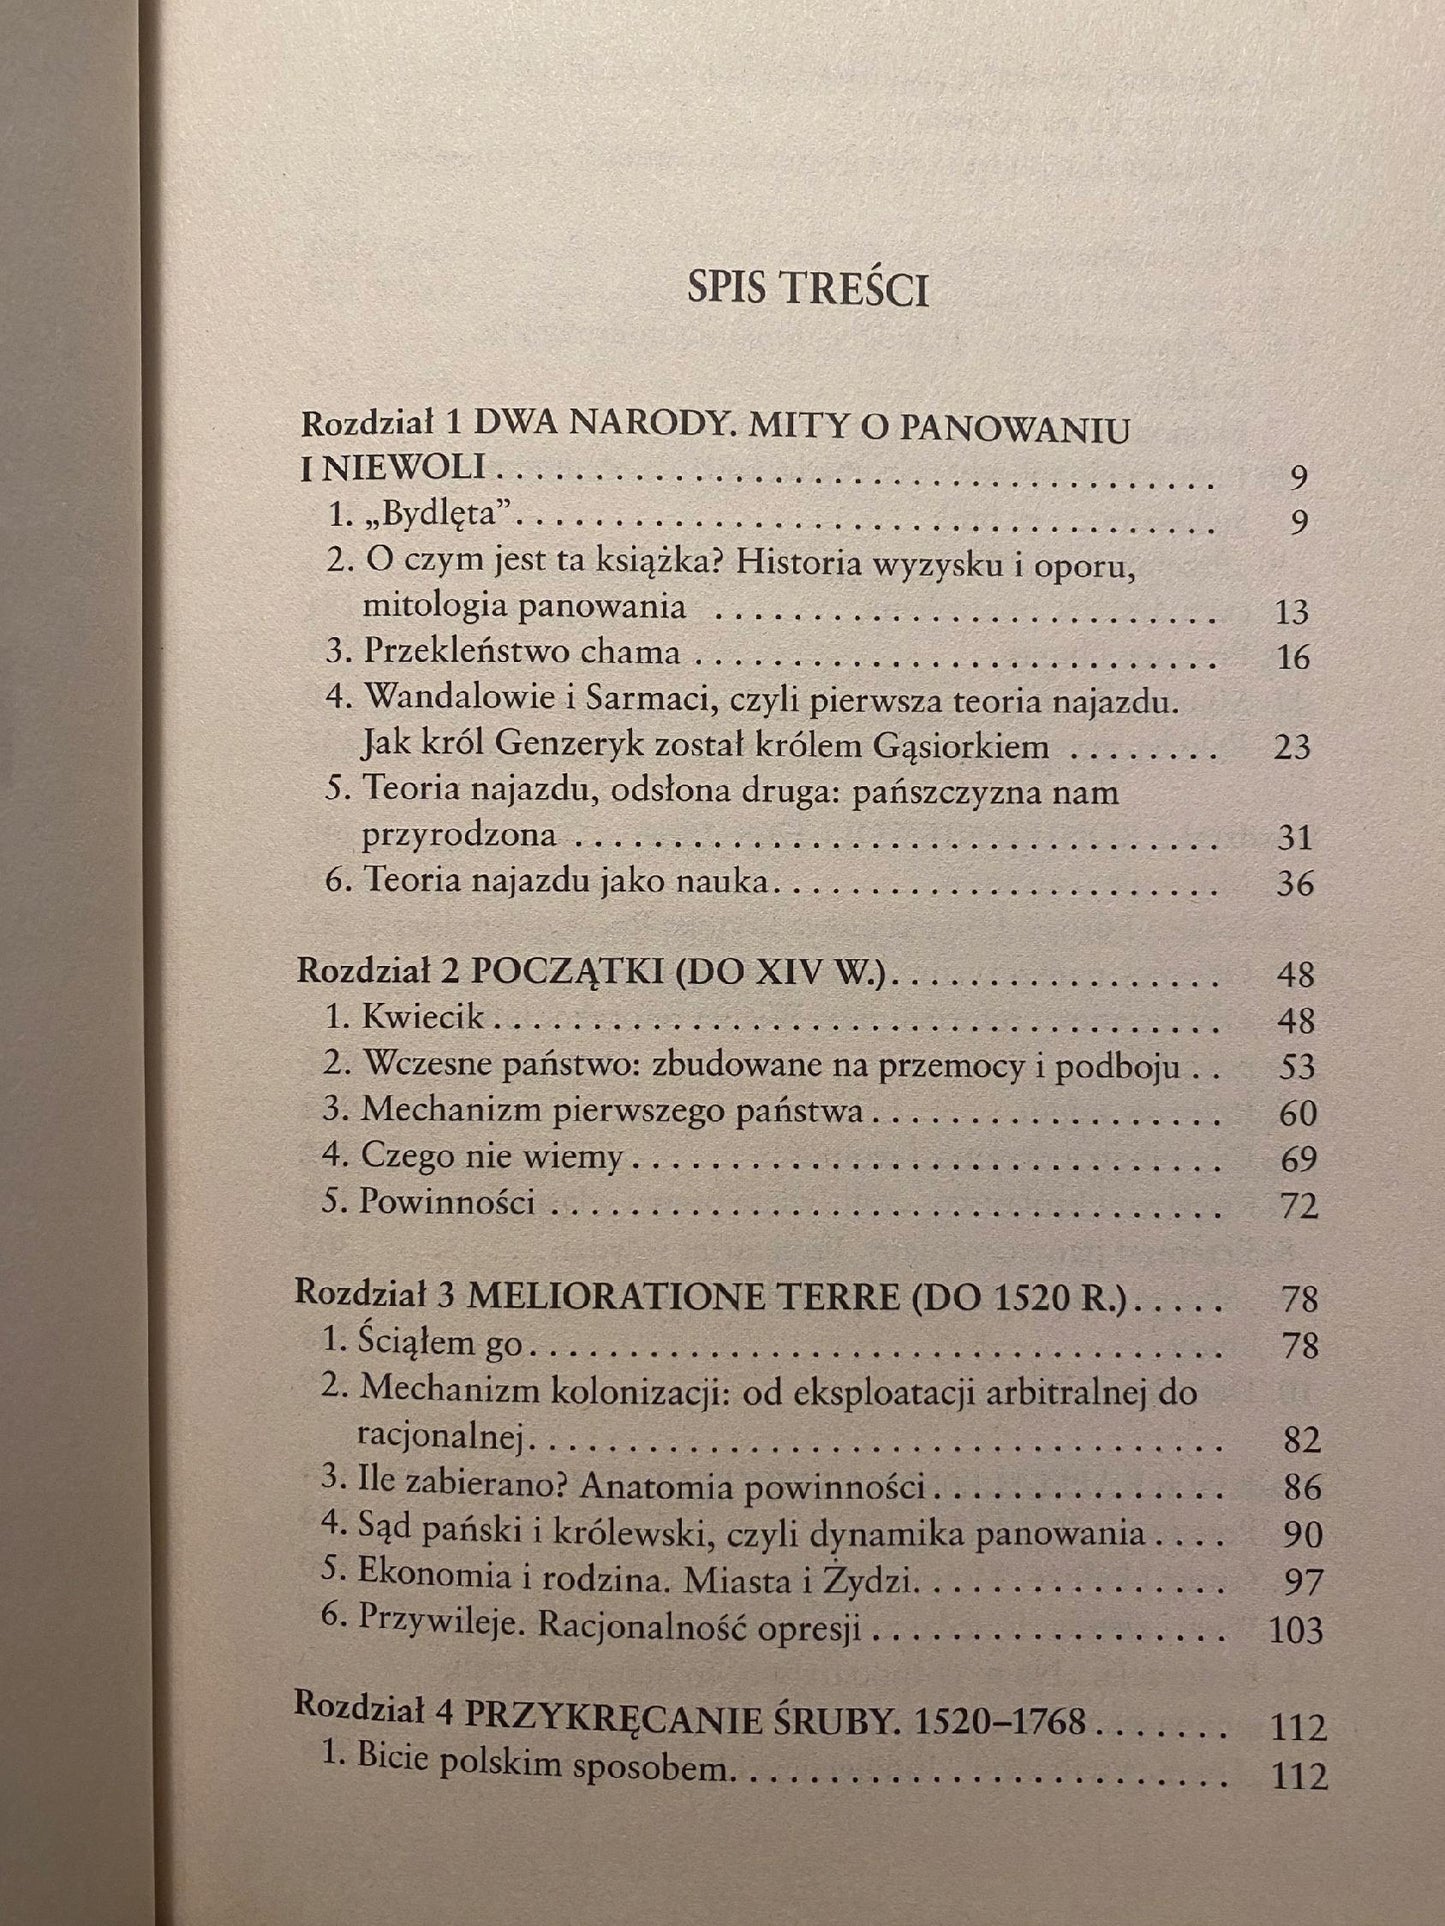 SPIS TREŚCI
Rozdział 1 DWA NARODY. MITY O PANOWANIU
I NIEWOLI . . . . . . . . . . . . . . . . . . . . . . . . . . . . . . . . . . . . 9
1. „Bydlęta”. . . . . . . . . . . . . . . . . . . . . . . . . . . . . . . . . . . 9
2. O czym jest ta książka? Historia wyzysku i oporu,
mitologia panowania . . . . . . . . . . . . . . . . . . . . . . . . . . 13
3. Przekleństwo chama . . . . . . . . . . . . . . . . . . . . . . . . . . . 16
4. Wandalowie i Sarmaci, czyli pierwsza teoria najazdu.
Jak król Genzeryk został królem Gąsiorkiem . . . . . . . . 23
5. Teoria najazdu, odsłona druga: pańszczyzna nam
przyrodzona . . . . . . . . . . . . . . . . . . . . . . . . . . . . . . . . . 31
6. Teoria najazdu jako nauka. . . . . . . . . . . . . . . . . . . . . . . 36
Rozdział 2 POCZĄTKI (DO XIV W.). . . . . . . . . . . . . . . . . 48
1. Kwiecik . . . . . . . . . . . . . . . . . . . . . . . . . . . . . . . . . . . . . 48
2. Wczesne państwo: zbudowane na przemocy i podboju . . 53
3. Mechanizm pierwszego państwa . . . . . . . . . . . . . . . . . . 60
4. Czego nie wiemy . . . . . . . . . . . . . . . . . . . . . . . . . . . . . . 69
5. Powinności . . . . . . . . . . . . . . . . . . . . . . . . . . . . . . . . . . 72
Rozdział 3 MELIORATIONE TERRE (DO 1520 R.) . . . . . 78
1. Ściąłem go . . . . . . . . . . . . . . . . . . . . . . . . . . . . . . . . . . . 78
2. Mechanizm kolonizacji: od eksploatacji arbitralnej do
racjonalnej. . . . . . . . . . . . . . . . . . . . . . . . . . . . . . . . . . . . 82
3. Ile zabierano? Anatomia powinności . . . . . . . . . . . . . . . 86
4. Sąd pański i królewski, czyli dynamika panowania . . . . 90
5. Ekonomia i rodzina. Miasta i Żydzi. . . . . . . . . . . . . . . . . 97
6. Przywileje. Racjonalność opresji . . . . . . . . . . . . . . . . . . 103
Rozdział 4 PRZYKRĘCANIE ŚRUBY. 1520–1768 . . . . . . . 112
1. Bicie polskim sposobem. . . . . . . . . . . . . . . . . . . . . . . . . 112